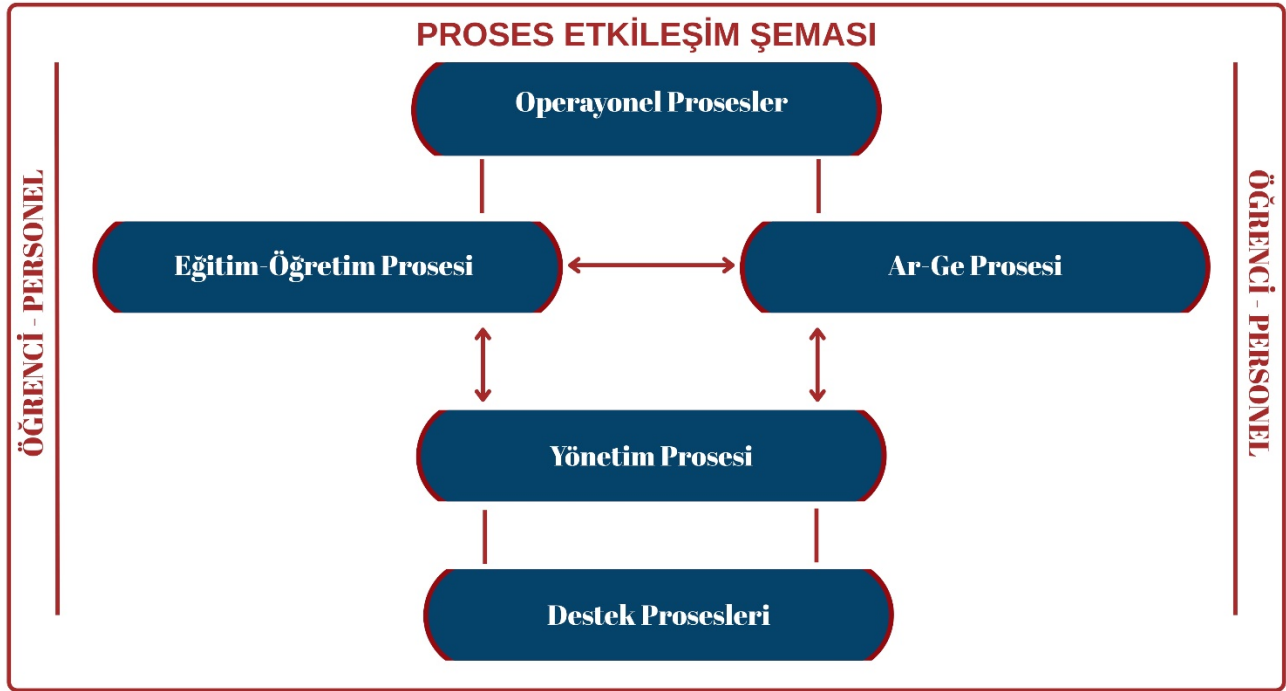 PROSES ETKİLEŞİM ŞEMASI
Operayonel Prosesler
ÖĞRENCİ - PERSONEL
ÖĞRENCİ - PERSONEL
Eğitim-Öğretim Prosesi
Ar-Ge Prosesi
Yönetim Prosesi
Destek Prosesleri